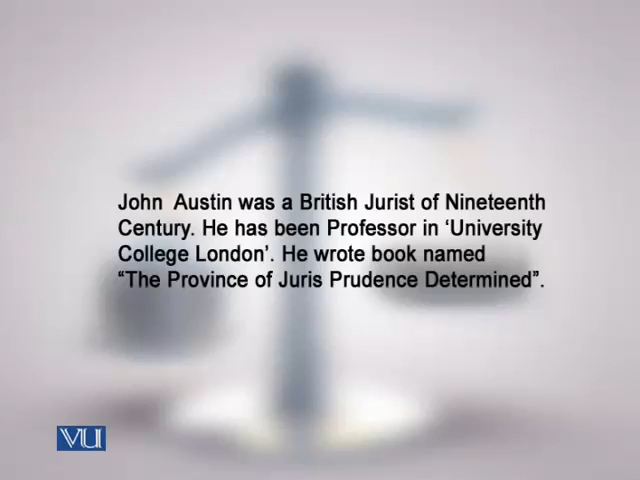 John Austin was a British Jurist of Nineteenth
Century. He has been Professor in ‘University
College London’. He wrote book named
“The Province of Juris Prudence Determined”.
VU